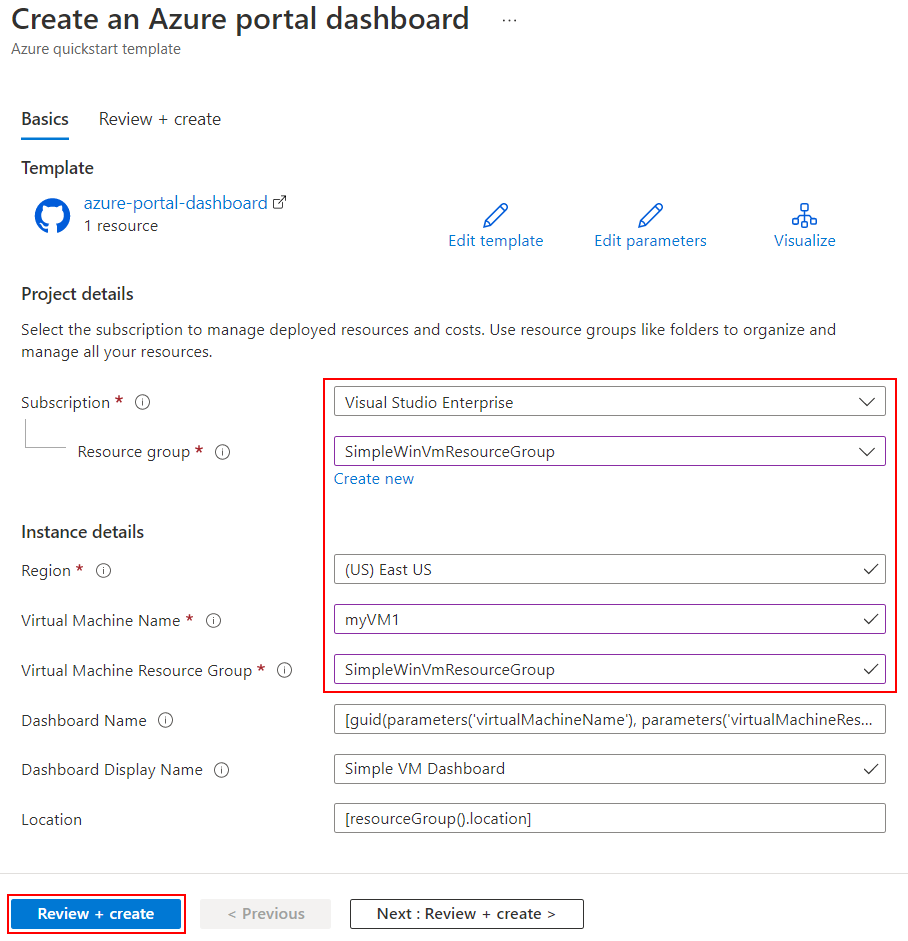 Create an Azure portal dashboard ...
Azure quickstart template
Basics Review + create
Template
azure-portal-dashboard
1 resource
Edit template Edit parameters Visualize
Project details
Select the subscription to manage deployed resources and costs. Use resource groups like folders to organize and
manage all your resources.
Subscription * Visual Studio Enterprise
Resource group * SimpleWinVmResourceGroup
Create new
Instance details
Region * (US) East US
Virtual Machine Name * myVM1
Virtual Machine Resource Group * SimpleWinVmResourceGroup
Dashboard Name [guid(parameters('virtualMachineName'), parameters('virtualMachineRes...
Dashboard Display Name Simple VM Dashboard
Location [resourceGroup().location]
Review + create < Previous Next : Review + create >